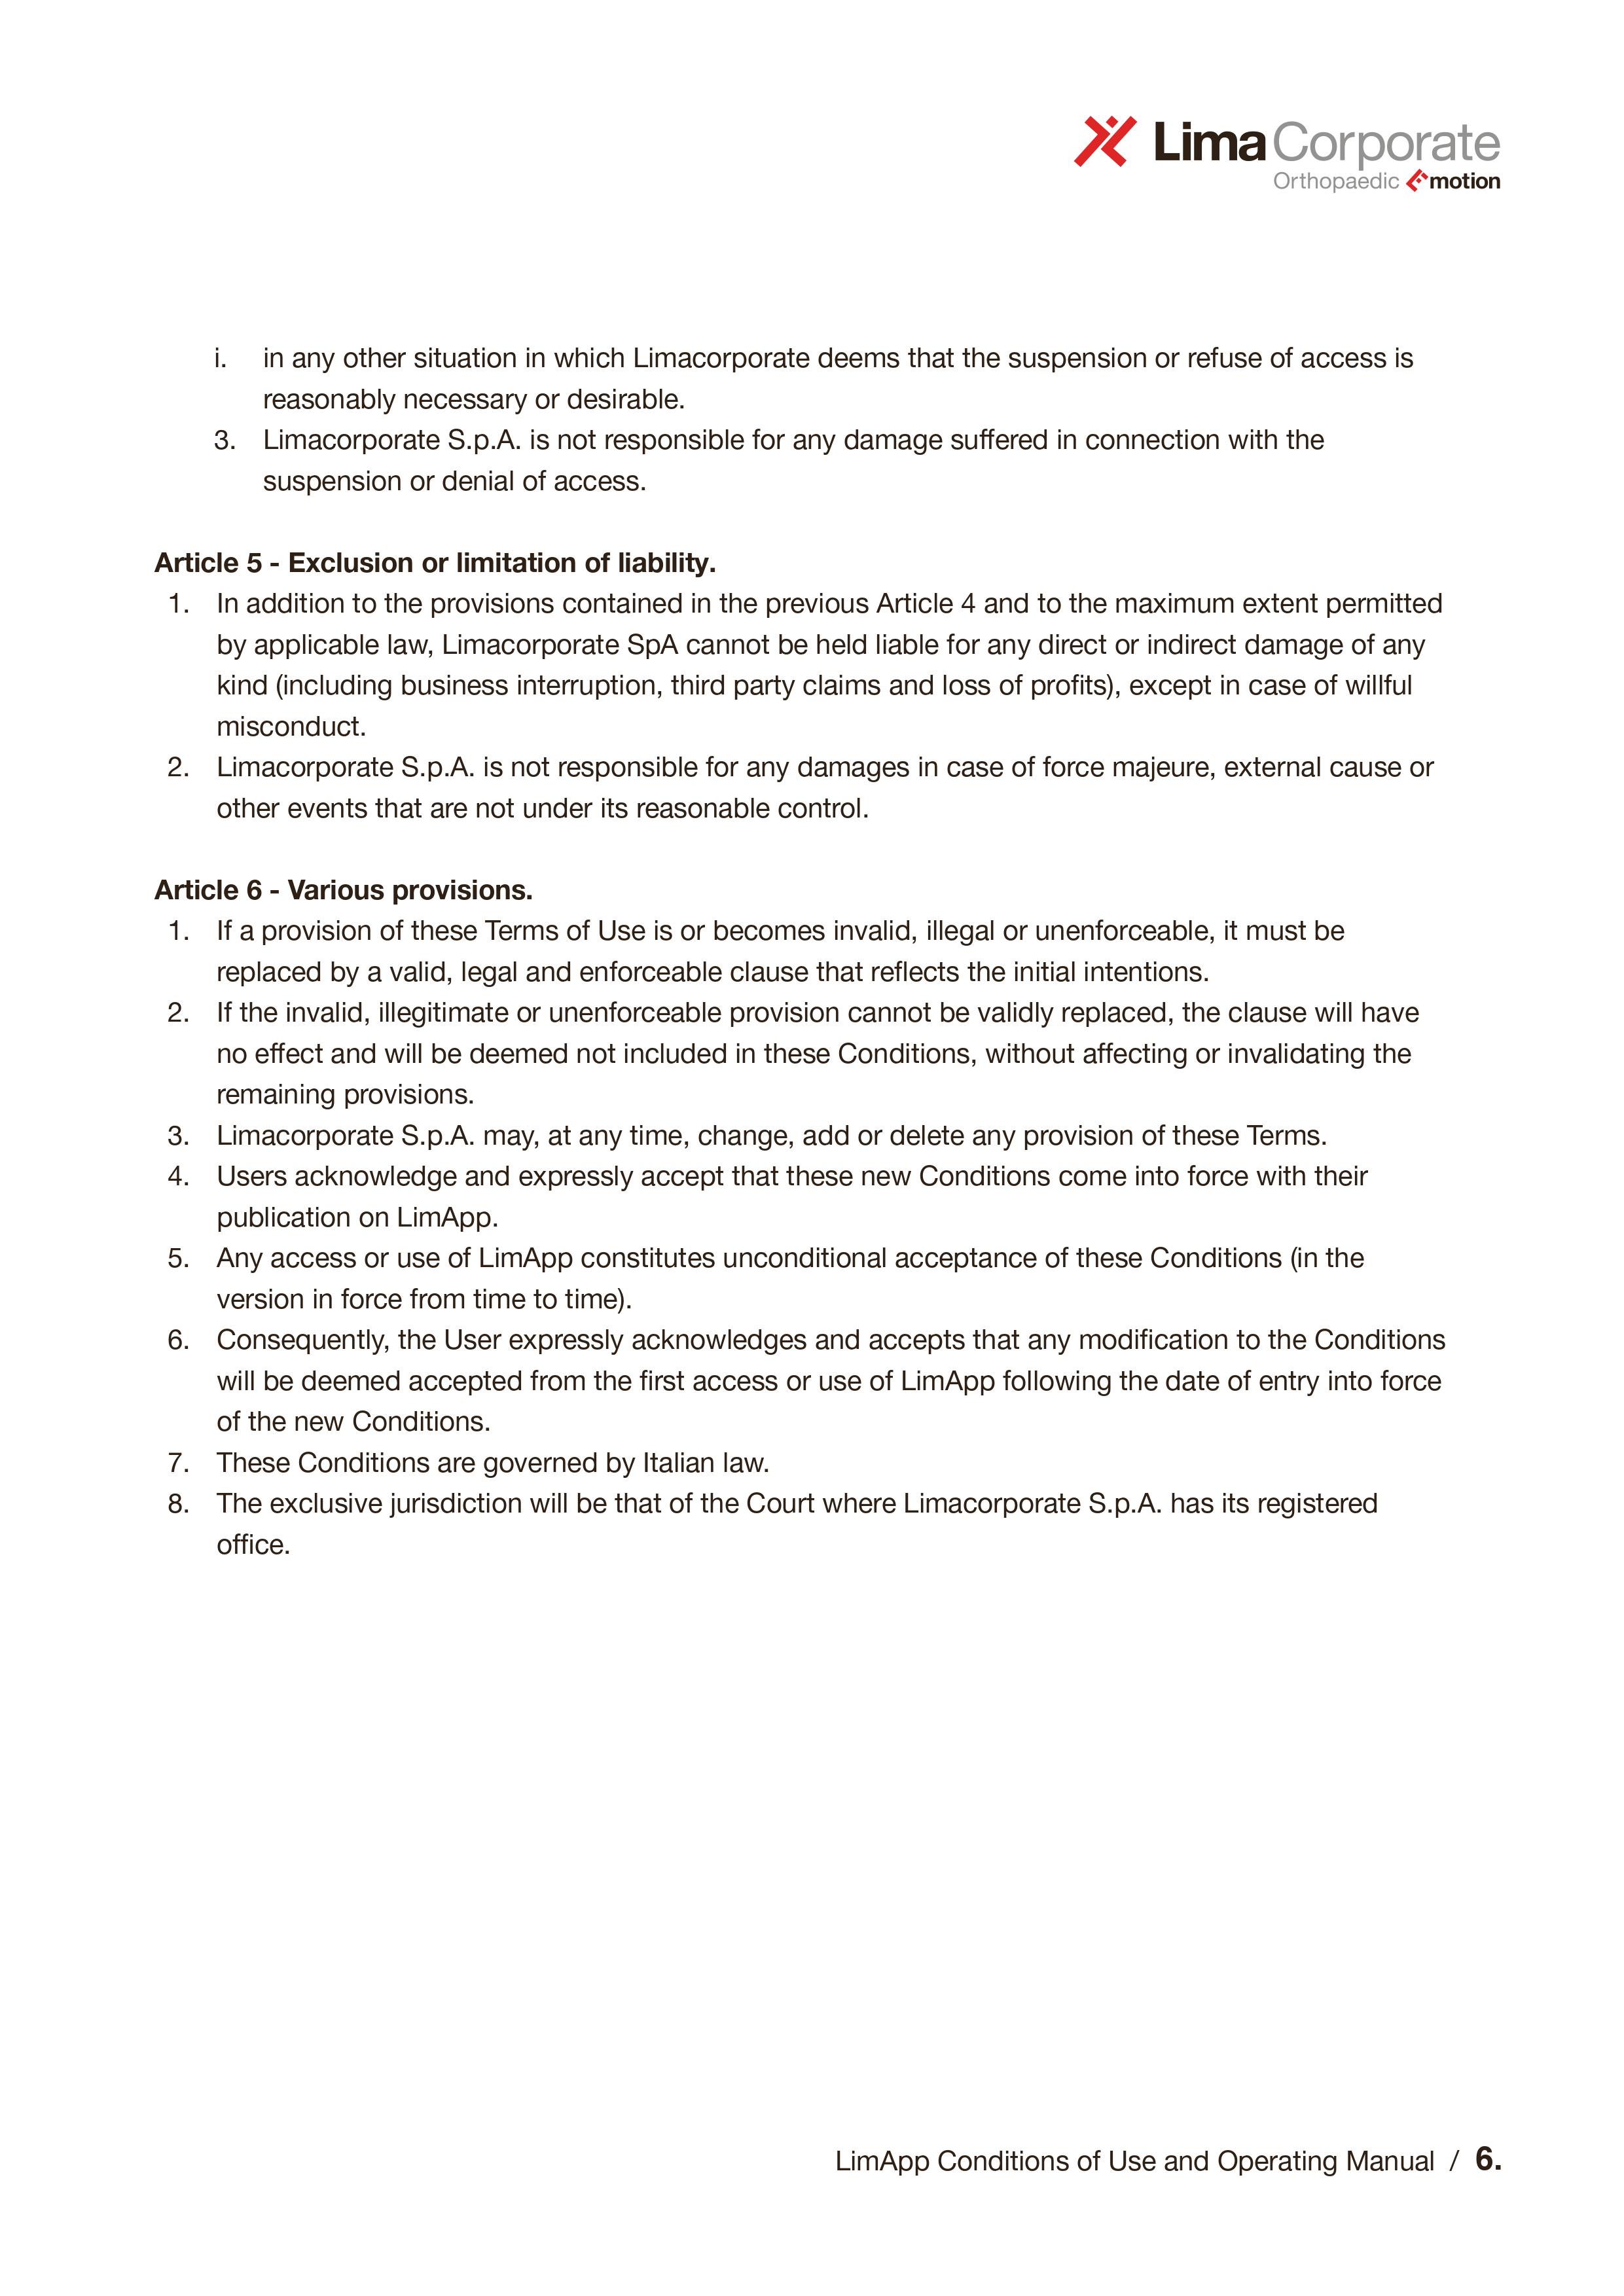 Lima Corporate
Orthopaedic Emotion
i. in any other situation in which Limacorporate deems that the suspension or refuse of access is
reasonably necessary or desirable.
3. Limacorporate S.p.A. is not responsible for any damage suffered in connection with the
suspension or denial of access.
Article 5 - Exclusion or limitation of liability.
1. In addition to the provisions contained in the previous Article 4 and to the maximum extent permitted
by applicable law, Limacorporate SpA cannot be held liable for any direct or indirect damage of any
kind (including business interruption, third party claims and loss of profits), except in case of willful
misconduct.
2. Limacorporate S.p.A. is not responsible for any damages in case of force majeure, external cause or
other events that are not under its reasonable control.
Article 6 - Various provisions.
1. If a provision of these Terms of Use is or becomes invalid, illegal or unenforceable, it must be
replaced by a valid, legal and enforceable clause that reflects the initial intentions.
2. If the invalid, illegitimate or unenforceable provision cannot be validly replaced, the clause will have
no effect and will be deemed not included in these Conditions, without affecting or invalidating the
remaining provisions.
3. Limacorporate S.p.A. may, at any time, change, add or delete any provision of these Terms.
4. Users acknowledge and expressly accept that these new Conditions come into force with their
publication on LimApp.
5. Any access or use of LimApp constitutes unconditional acceptance of these Conditions (in the
version in force from time to time).
6. Consequently, the User expressly acknowledges and accepts that any modification to the Conditions
will be deemed accepted from the first access or use of LimApp following the date of entry into force
of the new Conditions.
7. These Conditions are governed by Italian law.
8. The exclusive jurisdiction will be that of the Court where Limacorporate S.p.A. has its registered
office.
LimApp Conditions of Use and Operating Manual / 6.